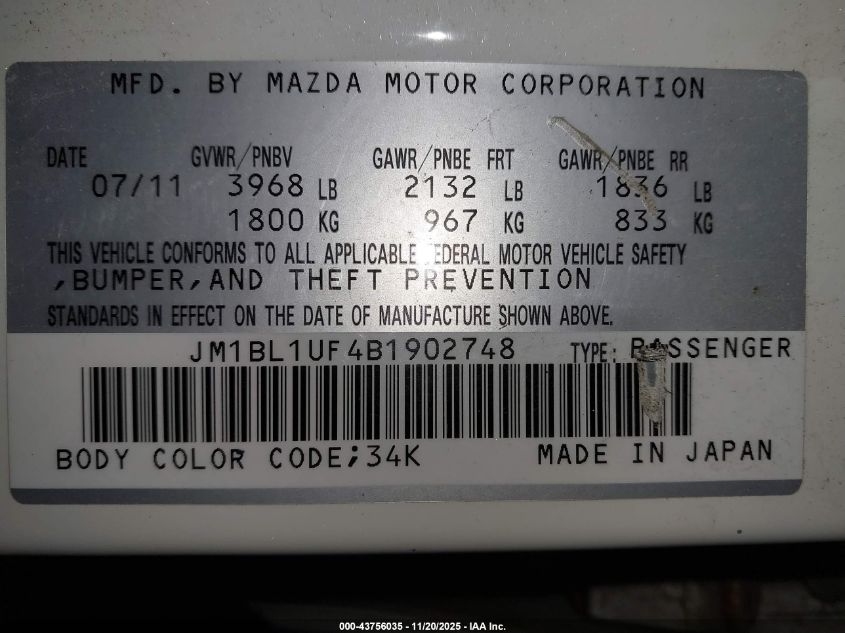 MFD. BY MAZDA MOTOR CORPORATION
DATE GVWR/PNBV GAWR/PNBE FRT GAWR/PNBE RR
07/11 3968 LB 2132 LB 1836 LB
1800 KG 967 KG 833 KG
THIS VEHICLE CONFORMS TO ALL APPLICABLE FEDERAL MOTOR VEHICLE SAFETY
,BUMPER,AND THEFT PREVENTION
STANDARDS IN EFFECT ON THE DATE OF MANUFACTURE SHOWN ABOVE.
JM1BL1UF4B1902748 TYPE: PASSENGER
BODY COLOR CODE;34K MADE IN JAPAN
000-43756035 - 11/20/2025 - IAA Inc.